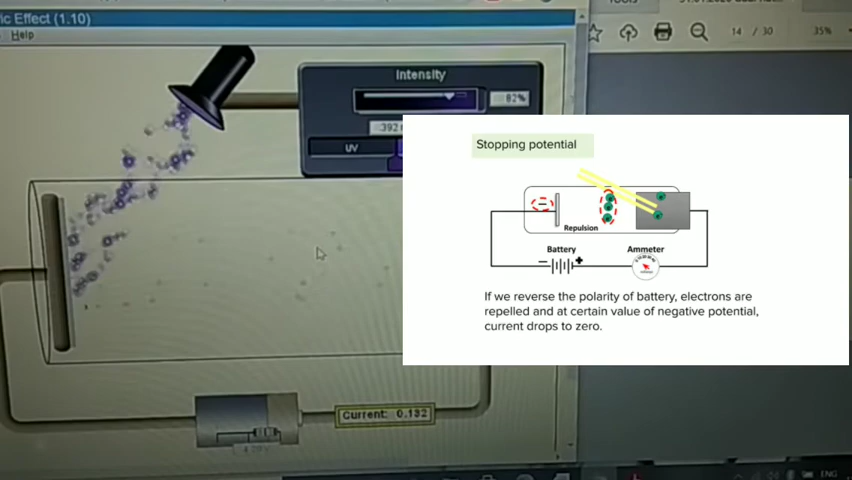 ic Effect (1.10)
Help
14 / 30
35%
Intensity
82%
392
UV
Stopping potential
Repulsion
Battery
Ammeter
− +
If we reverse the polarity of battery, electrons are
repelled and at certain value of negative potential,
current drops to zero.
Current: 0.132
ENG